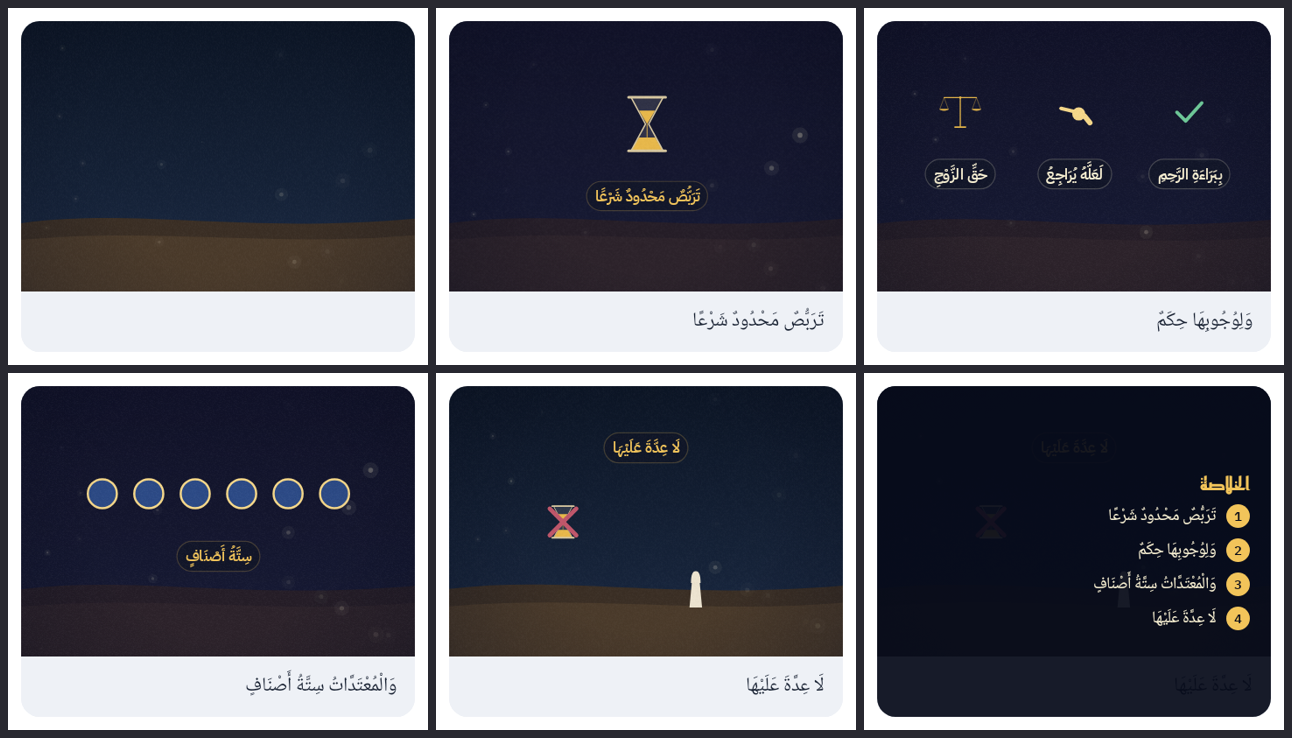 تَرَبُّصٌ مَحْدُودٌ شَرْعًا
تَرَبُّصٌ مَحْدُودٌ شَرْعًا
بِبَرَاءَةِ الرَّحِمِ
لَعَلَّهُ يُرَاجِعُ
حَقِّ الزَّوْجِ
وَلِوُجُوبِهَا حِكَمٌ
سِتَّةُ أَصْنَافٍ
وَالْمُعْتَدَّاتُ سِتَّةُ أَصْنَافٍ
لَا عِدَّةَ عَلَيْهَا
لَا عِدَّةَ عَلَيْهَا
لَا عِدَّةَ عَلَيْهَا
الخلاصة
1 تَرَبُّصٌ مَحْدُودٌ شَرْعًا
2 وَلِوُجُوبِهَا حِكَمٌ
3 وَالْمُعْتَدَّاتُ سِتَّةُ أَصْنَافٍ
4 لَا عِدَّةَ عَلَيْهَا
لَا عِدَّةَ عَلَيْهَا